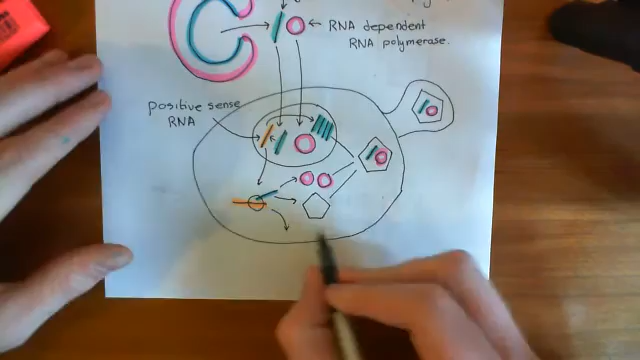 RNA dependent
RNA polymerase.
positive sense
RNA